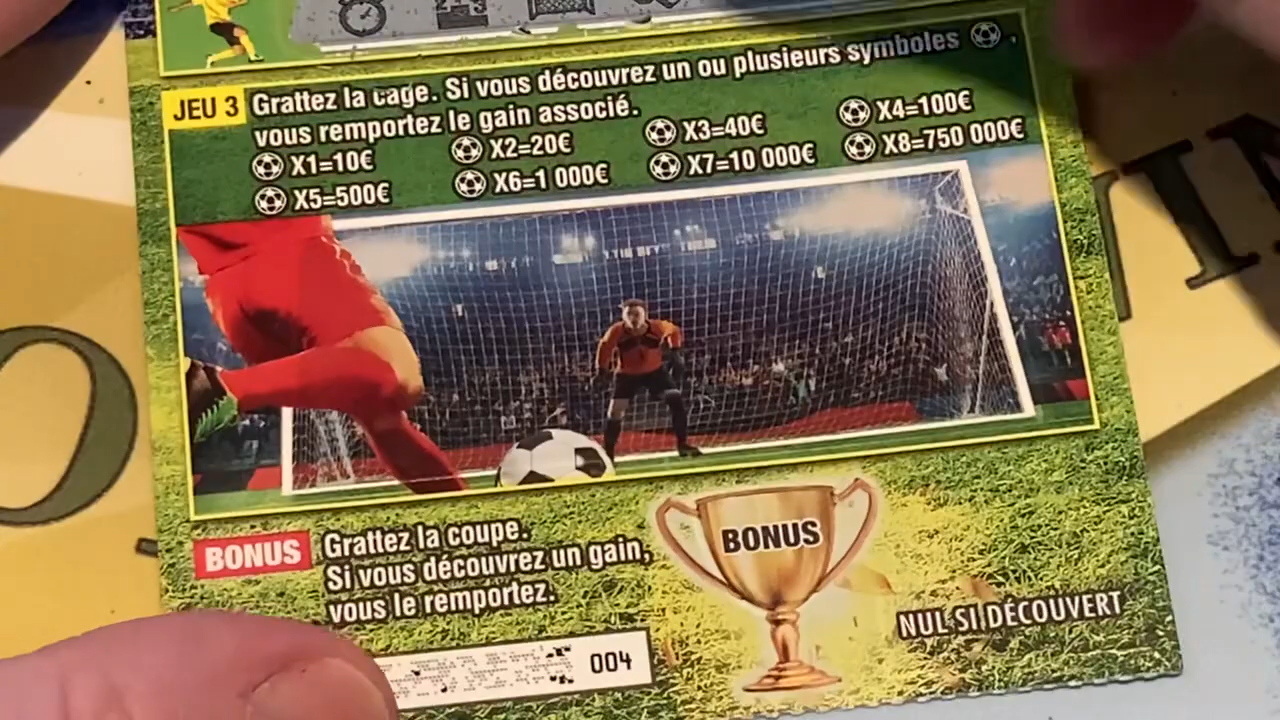 JEU 3 Grattez la cage. Si vous découvrez un ou plusieurs symboles ,
vous remportez le gain associé.
X1=10€ X2=20€ X3=40€ X4=100€
X5=500€ X6=1 000€ X7=10 000€ X8=750 000€
BONUS Grattez la coupe.
Si vous découvrez un gain,
vous le remportez.
BONUS
NUL SI DÉCOUVERT
004